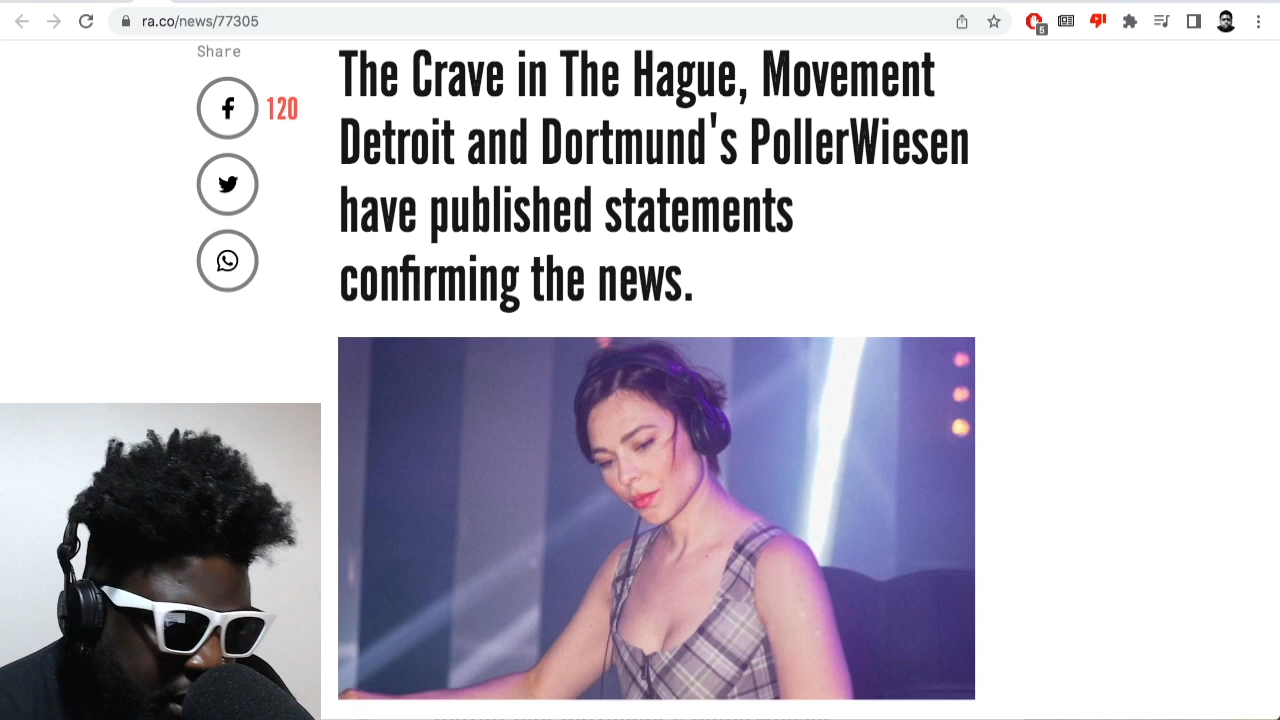 ra.co/news/77305
5
Share
120
The Crave in The Hague, Movement
Detroit and Dortmund's PollerWiesen
have published statements
confirming the news.